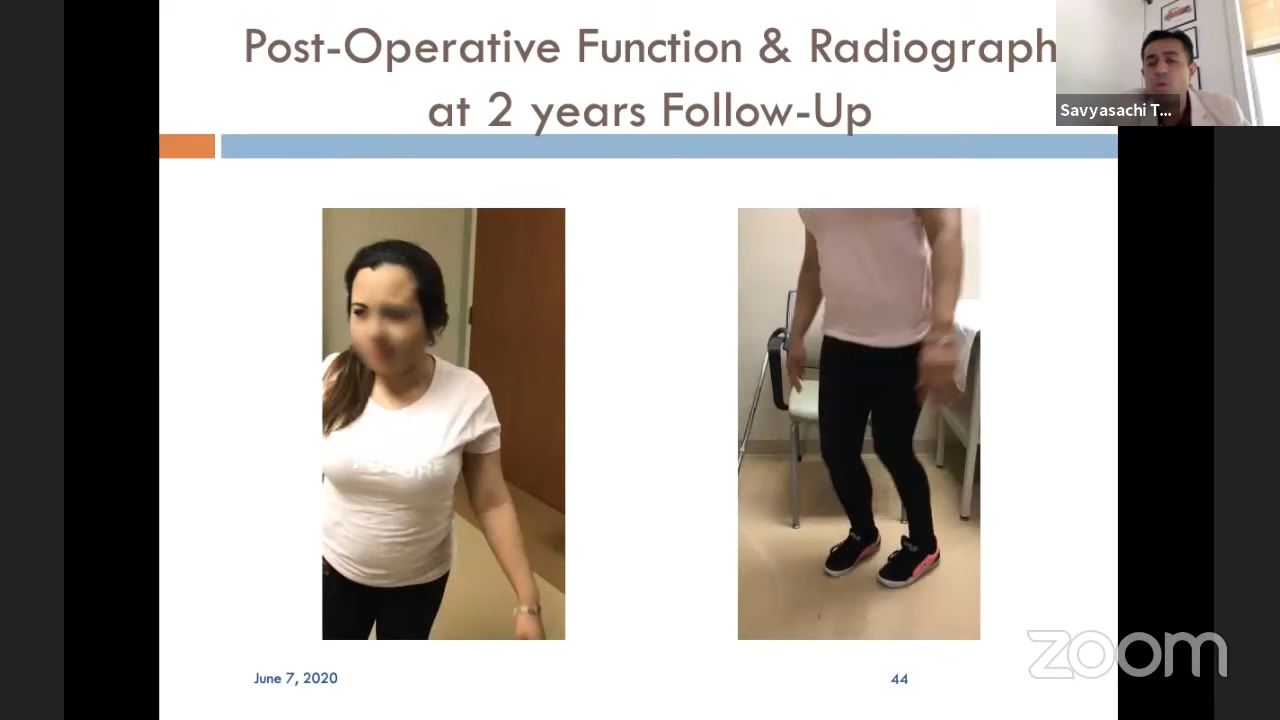 Post-Operative Function & Radiograph
at 2 years Follow-Up
Savyasachi T...
June 7, 2020
44
zoom